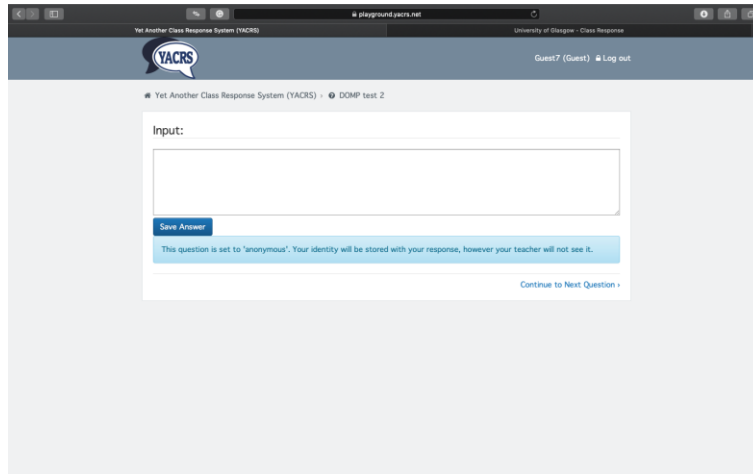 playground.yacrs.net
Yet Another Class Response System (YACRS)
University of Glasgow - Class Response
YACRS
Guest7 (Guest) Log out
Yet Another Class Response System (YACRS) › DOMP test 2
Input:
Save Answer
This question is set to 'anonymous'. Your identity will be stored with your response, however your teacher will not see it.
Continue to Next Question ›